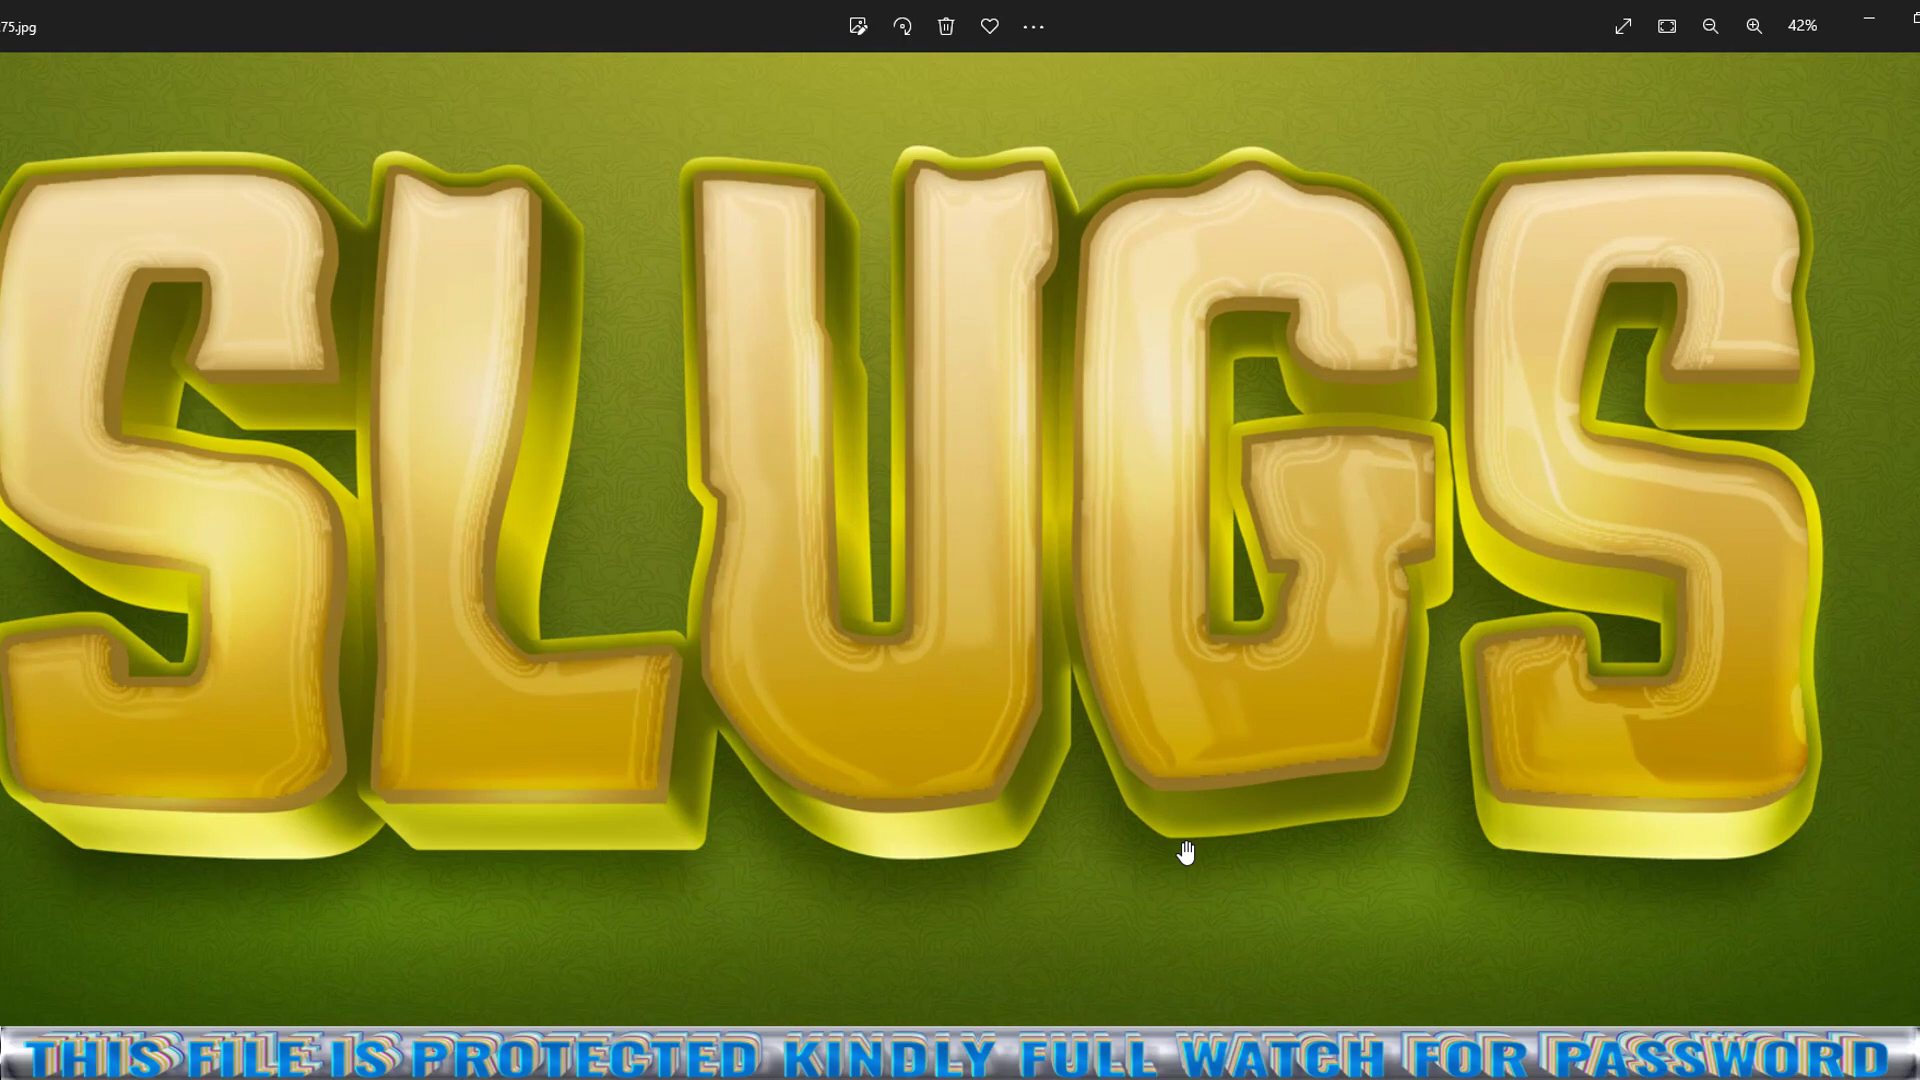 75.jpg
42%
SLUGS
THIS FILE IS PROTECTED KINDLY FULL WATCH FOR PASSWORD